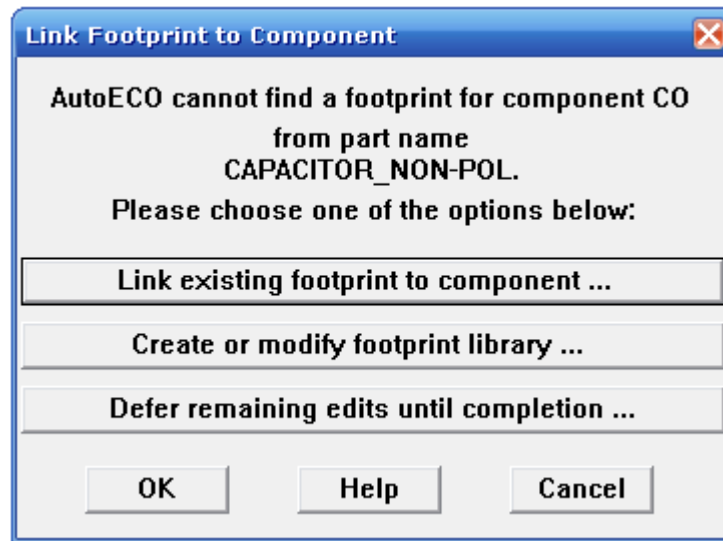 Link Footprint to Component
AutoECO cannot find a footprint for component CO
from part name
CAPACITOR_NON-POL.
Please choose one of the options below:
Link existing footprint to component ...
Create or modify footprint library ...
Defer remaining edits until completion ...
OK Help Cancel